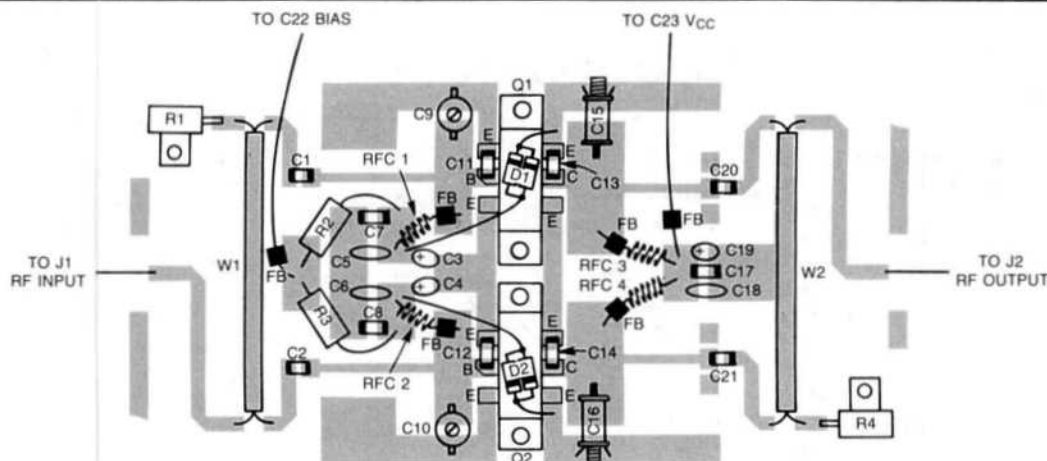 TO C22 BIAS
TO C23 VCC
Q1
R1
C9
C15
E
E
C1
RFC 1
C11
D1
C13
C20
B
C
FB
E
E
FB
R2
C7
FB
FB
C5
C3
C19
TO J1
RF INPUT
W1
FB
RFC 3
C17
W2
TO J2
RF OUTPUT
RFC 4
C6
C4
C18
R3
C8
FB
FB
E
E
C12
C14
C2
RFC 2
B
D2
C
C21
E
E
C10
C16
R4
Q2